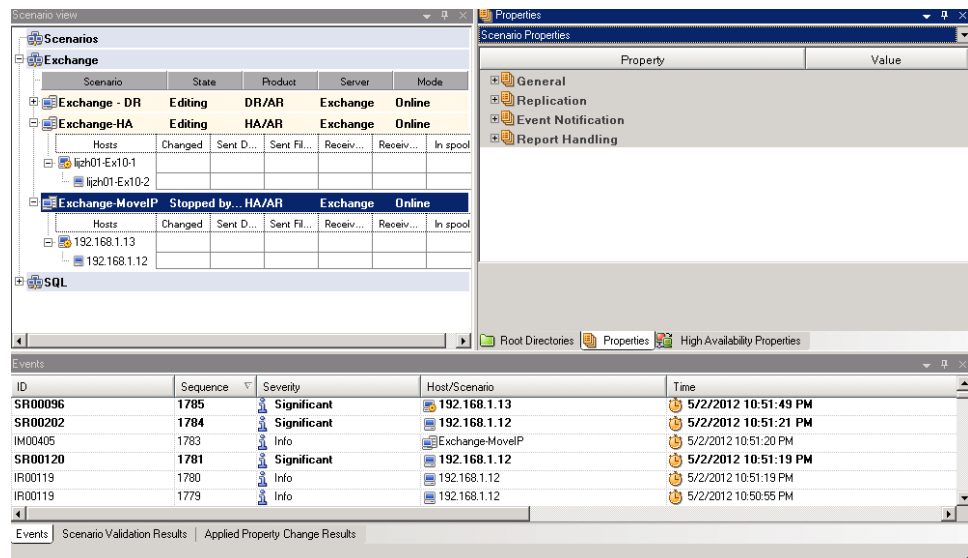 Scenario view
Scenarios
Exchange
Scenario State Product Server Mode
Exchange - DR Editing DR/AR Exchange Online
Exchange-HA Editing HA/AR Exchange Online
Hosts Changed Sent D... Sent Fil... Receiv... Receiv... In spool
lijzh01-Ex10-1
lijzh01-Ex10-2
Exchange-MoveIP Stopped by... HA/AR Exchange Online
Hosts Changed Sent D... Sent Fil... Receiv... Receiv... In spool
192.168.1.13
192.168.1.12
SQL
Properties
Scenario Properties
Property Value
General
Replication
Event Notification
Report Handling
Root Directories Properties High Availability Properties
Events
ID Sequence Severity Host/Scenario Time
SR00096 1785 Significant 192.168.1.13 5/2/2012 10:51:49 PM
SR00202 1784 Significant 192.168.1.12 5/2/2012 10:51:21 PM
IM00405 1783 Info Exchange-MoveIP 5/2/2012 10:51:20 PM
SR00120 1781 Significant 192.168.1.12 5/2/2012 10:51:19 PM
IR00119 1780 Info 192.168.1.12 5/2/2012 10:51:19 PM
IR00119 1779 Info 192.168.1.12 5/2/2012 10:50:55 PM
Events Scenario Validation Results Applied Property Change Results